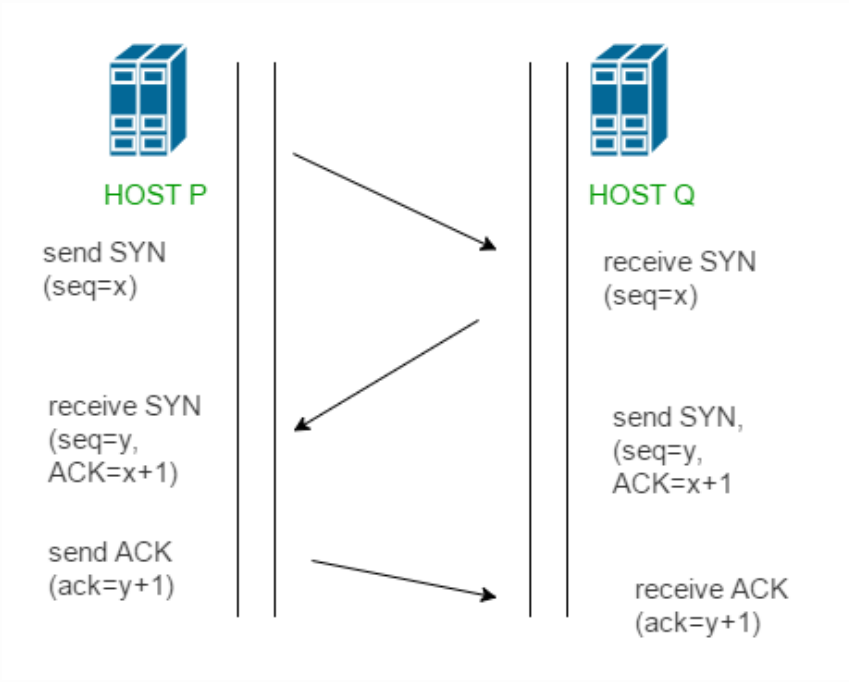 HOST P
HOST Q
send SYN
(seq=x)
receive SYN
(seq=x)
receive SYN
(seq=y,
ACK=x+1)
send SYN,
(seq=y,
ACK=x+1
send ACK
(ack=y+1)
receive ACK
(ack=y+1)